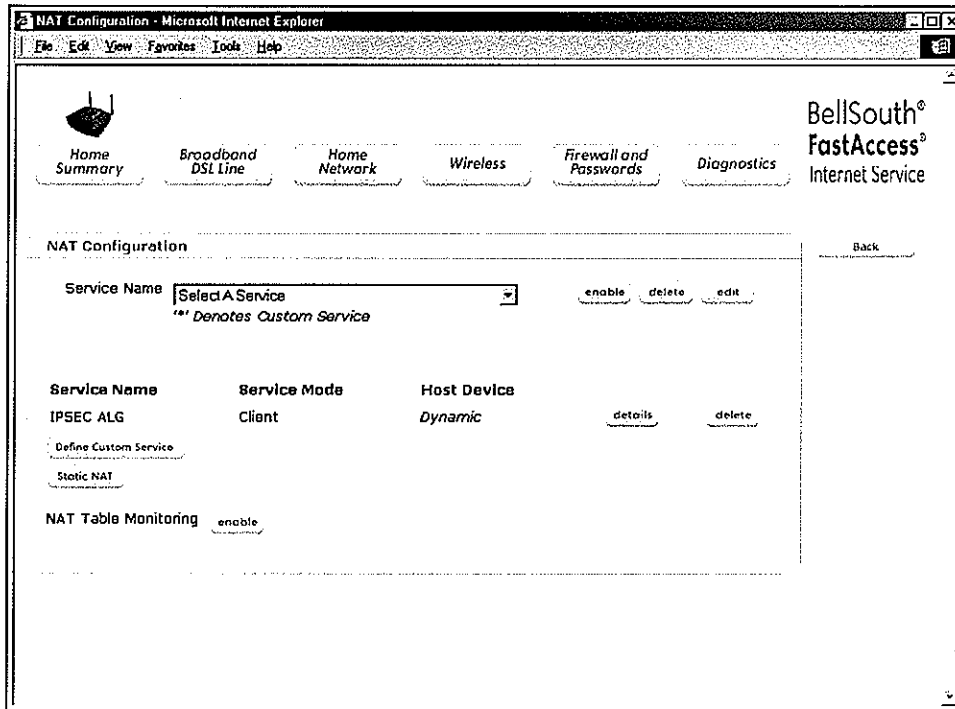 NAT Configuration - Microsoft Internet Explorer
File Edit View Favorites Tools Help
BellSouth®
FastAccess®
Internet Service
Home Summary
Broadband DSL Line
Home Network
Wireless
Firewall and Passwords
Diagnostics
NAT Configuration
Back
Service Name Select A Service enable delete edit
'*' Denotes Custom Service
Service Name Service Mode Host Device
IPSEC ALG Client Dynamic details delete
Define Custom Service
Static NAT
NAT Table Monitoring enable